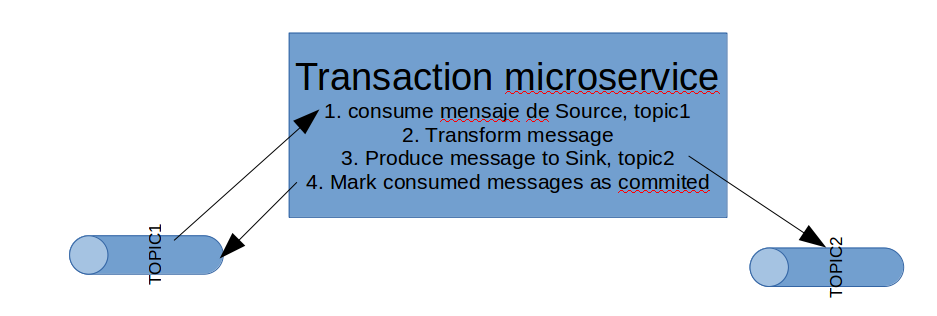 Transaction microservice
1. consume mensaje de Source, topic1
2. Transform message
3. Produce message to Sink, topic2
4. Mark consumed messages as commited
TOPIC1
TOPIC2